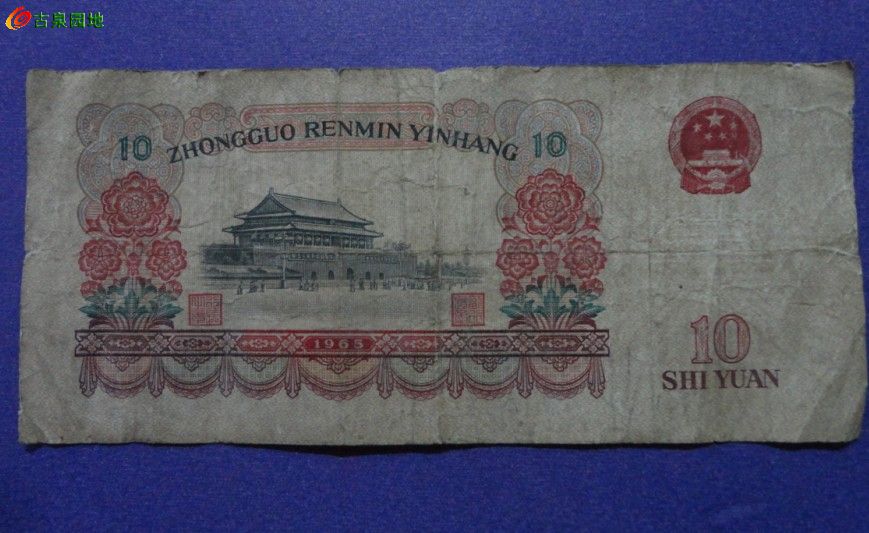 古泉园地
10 ZHONGGUO RENMIN YINHANG 10
1965
10
SHI YUAN